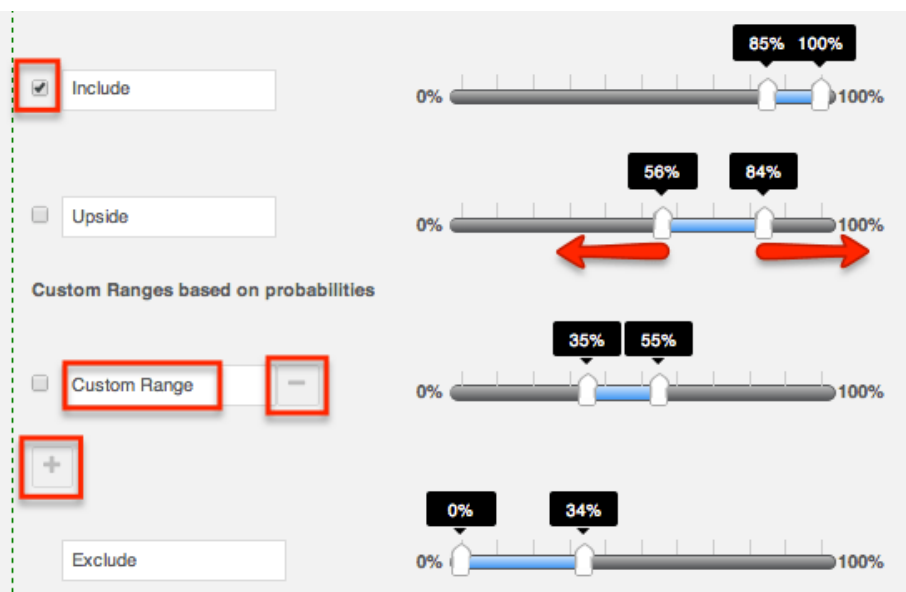 85% 100%
Include
0% 100%
56% 84%
Upside
0% 100%
Custom Ranges based on probabilities
35% 55%
Custom Range
0% 100%
0% 34%
Exclude
0% 100%